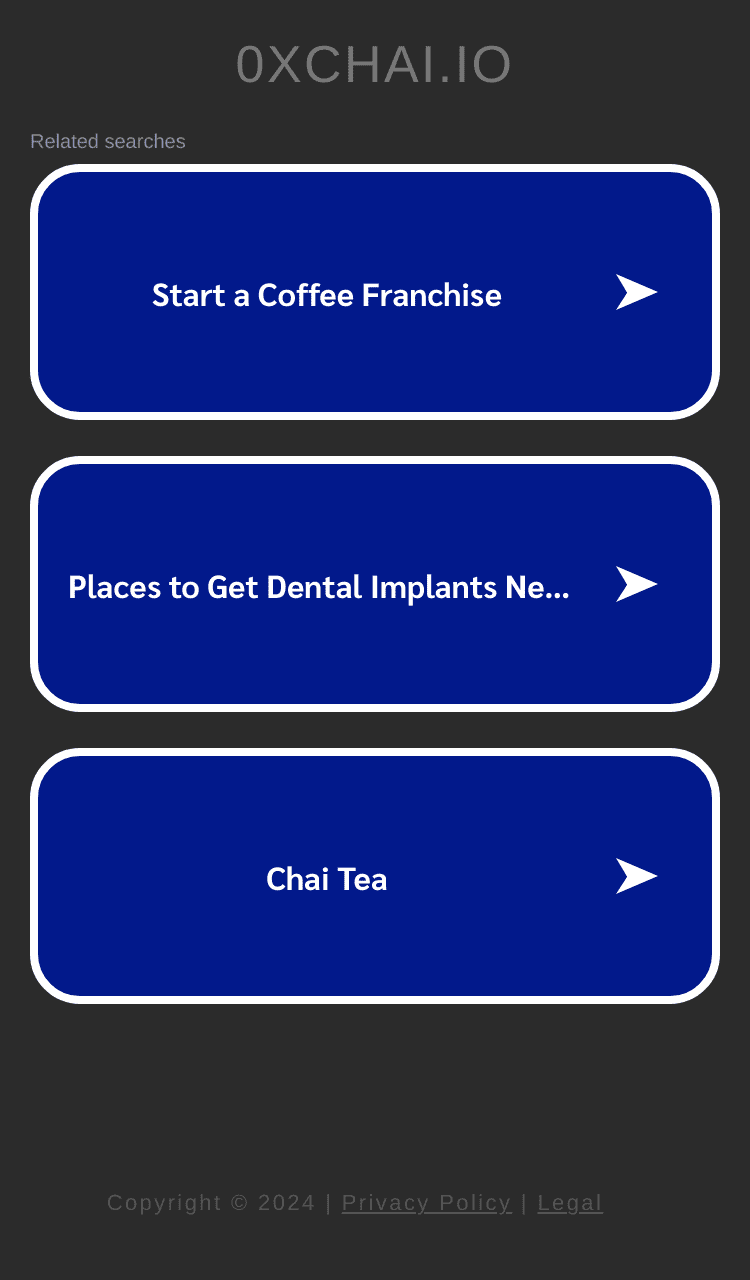 0XCHAI.IO
Related searches
Start a Coffee Franchise
Places to Get Dental Implants Ne...
Chai Tea
Copyright © 2024 | Privacy Policy | Legal